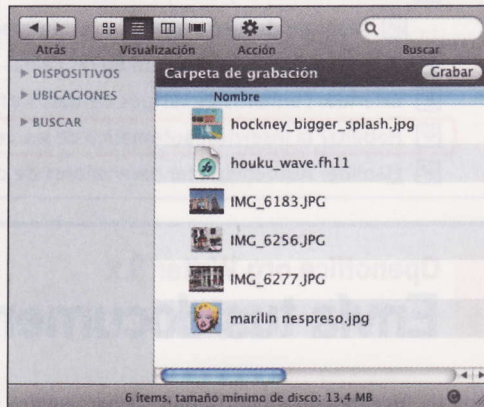 Atrás Visualización Acción Buscar
DISPOSITIVOS
UBICACIONES
BUSCAR
Carpeta de grabación Grabar
Nombre
hockney_bigger_splash.jpg
houku_wave.fh11
IMG_6183.JPG
IMG_6256.JPG
IMG_6277.JPG
marilin nespreso.jpg
6 ítems, tamaño mínimo de disco: 13,4 MB